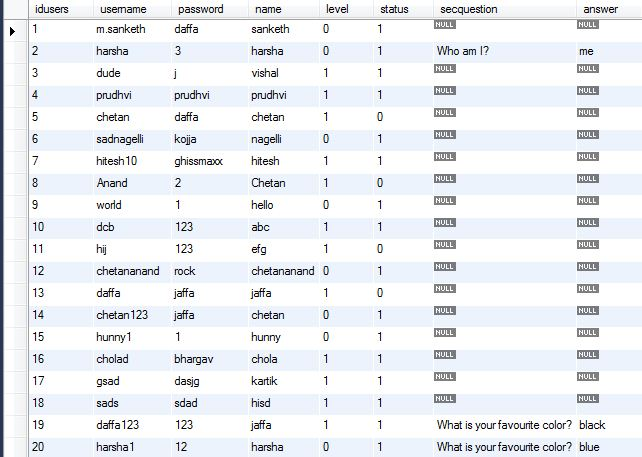 idusers username password name level status secquestion answer
1 m.sanketh daffa sanketh 0 1 NULL NULL
2 harsha 3 harsha 0 1 Who am I? me
3 dude j vishal 1 1 NULL NULL
4 prudhvi prudhvi prudhvi 1 1 NULL NULL
5 chetan daffa chetan 1 0 NULL NULL
6 sadnagelli kojja nagelli 0 1 NULL NULL
7 hitesh10 ghissmaxx hitesh 1 1 NULL NULL
8 Anand 2 Chetan 1 0 NULL NULL
9 world 1 hello 0 1 NULL NULL
10 dcb 123 abc 1 1 NULL NULL
11 hij 123 efg 1 0 NULL NULL
12 chetananand rock chetananand 0 1 NULL NULL
13 daffa jaffa jaffa 1 0 NULL NULL
14 chetan123 jaffa chetan 0 1 NULL NULL
15 hunny1 1 hunny 0 1 NULL NULL
16 cholad bhargav chola 1 1 NULL NULL
17 gsad dasjg kartik 1 1 NULL NULL
18 sads sdad hisd 1 1 NULL NULL
19 daffa123 123 jaffa 1 1 What is your favourite color? black
20 harsha1 12 harsha 0 1 What is your favourite color? blue